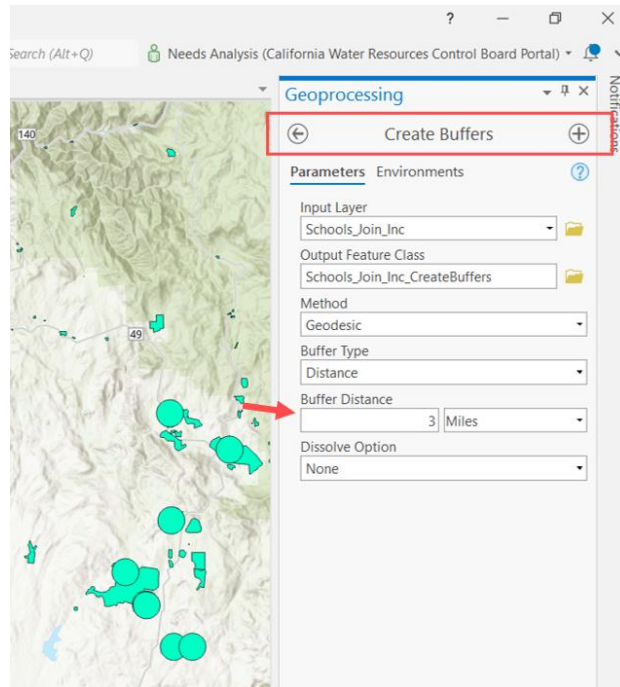 ?
Search (Alt+Q)
Needs Analysis (California Water Resources Control Board Portal)
Notifications
Geoprocessing
Create Buffers
Parameters Environments
?
Input Layer
Schools_Join_Inc
Output Feature Class
Schools_Join_Inc_CreateBuffers
Method
Geodesic
Buffer Type
Distance
Buffer Distance
3 Miles
Dissolve Option
None
140
49